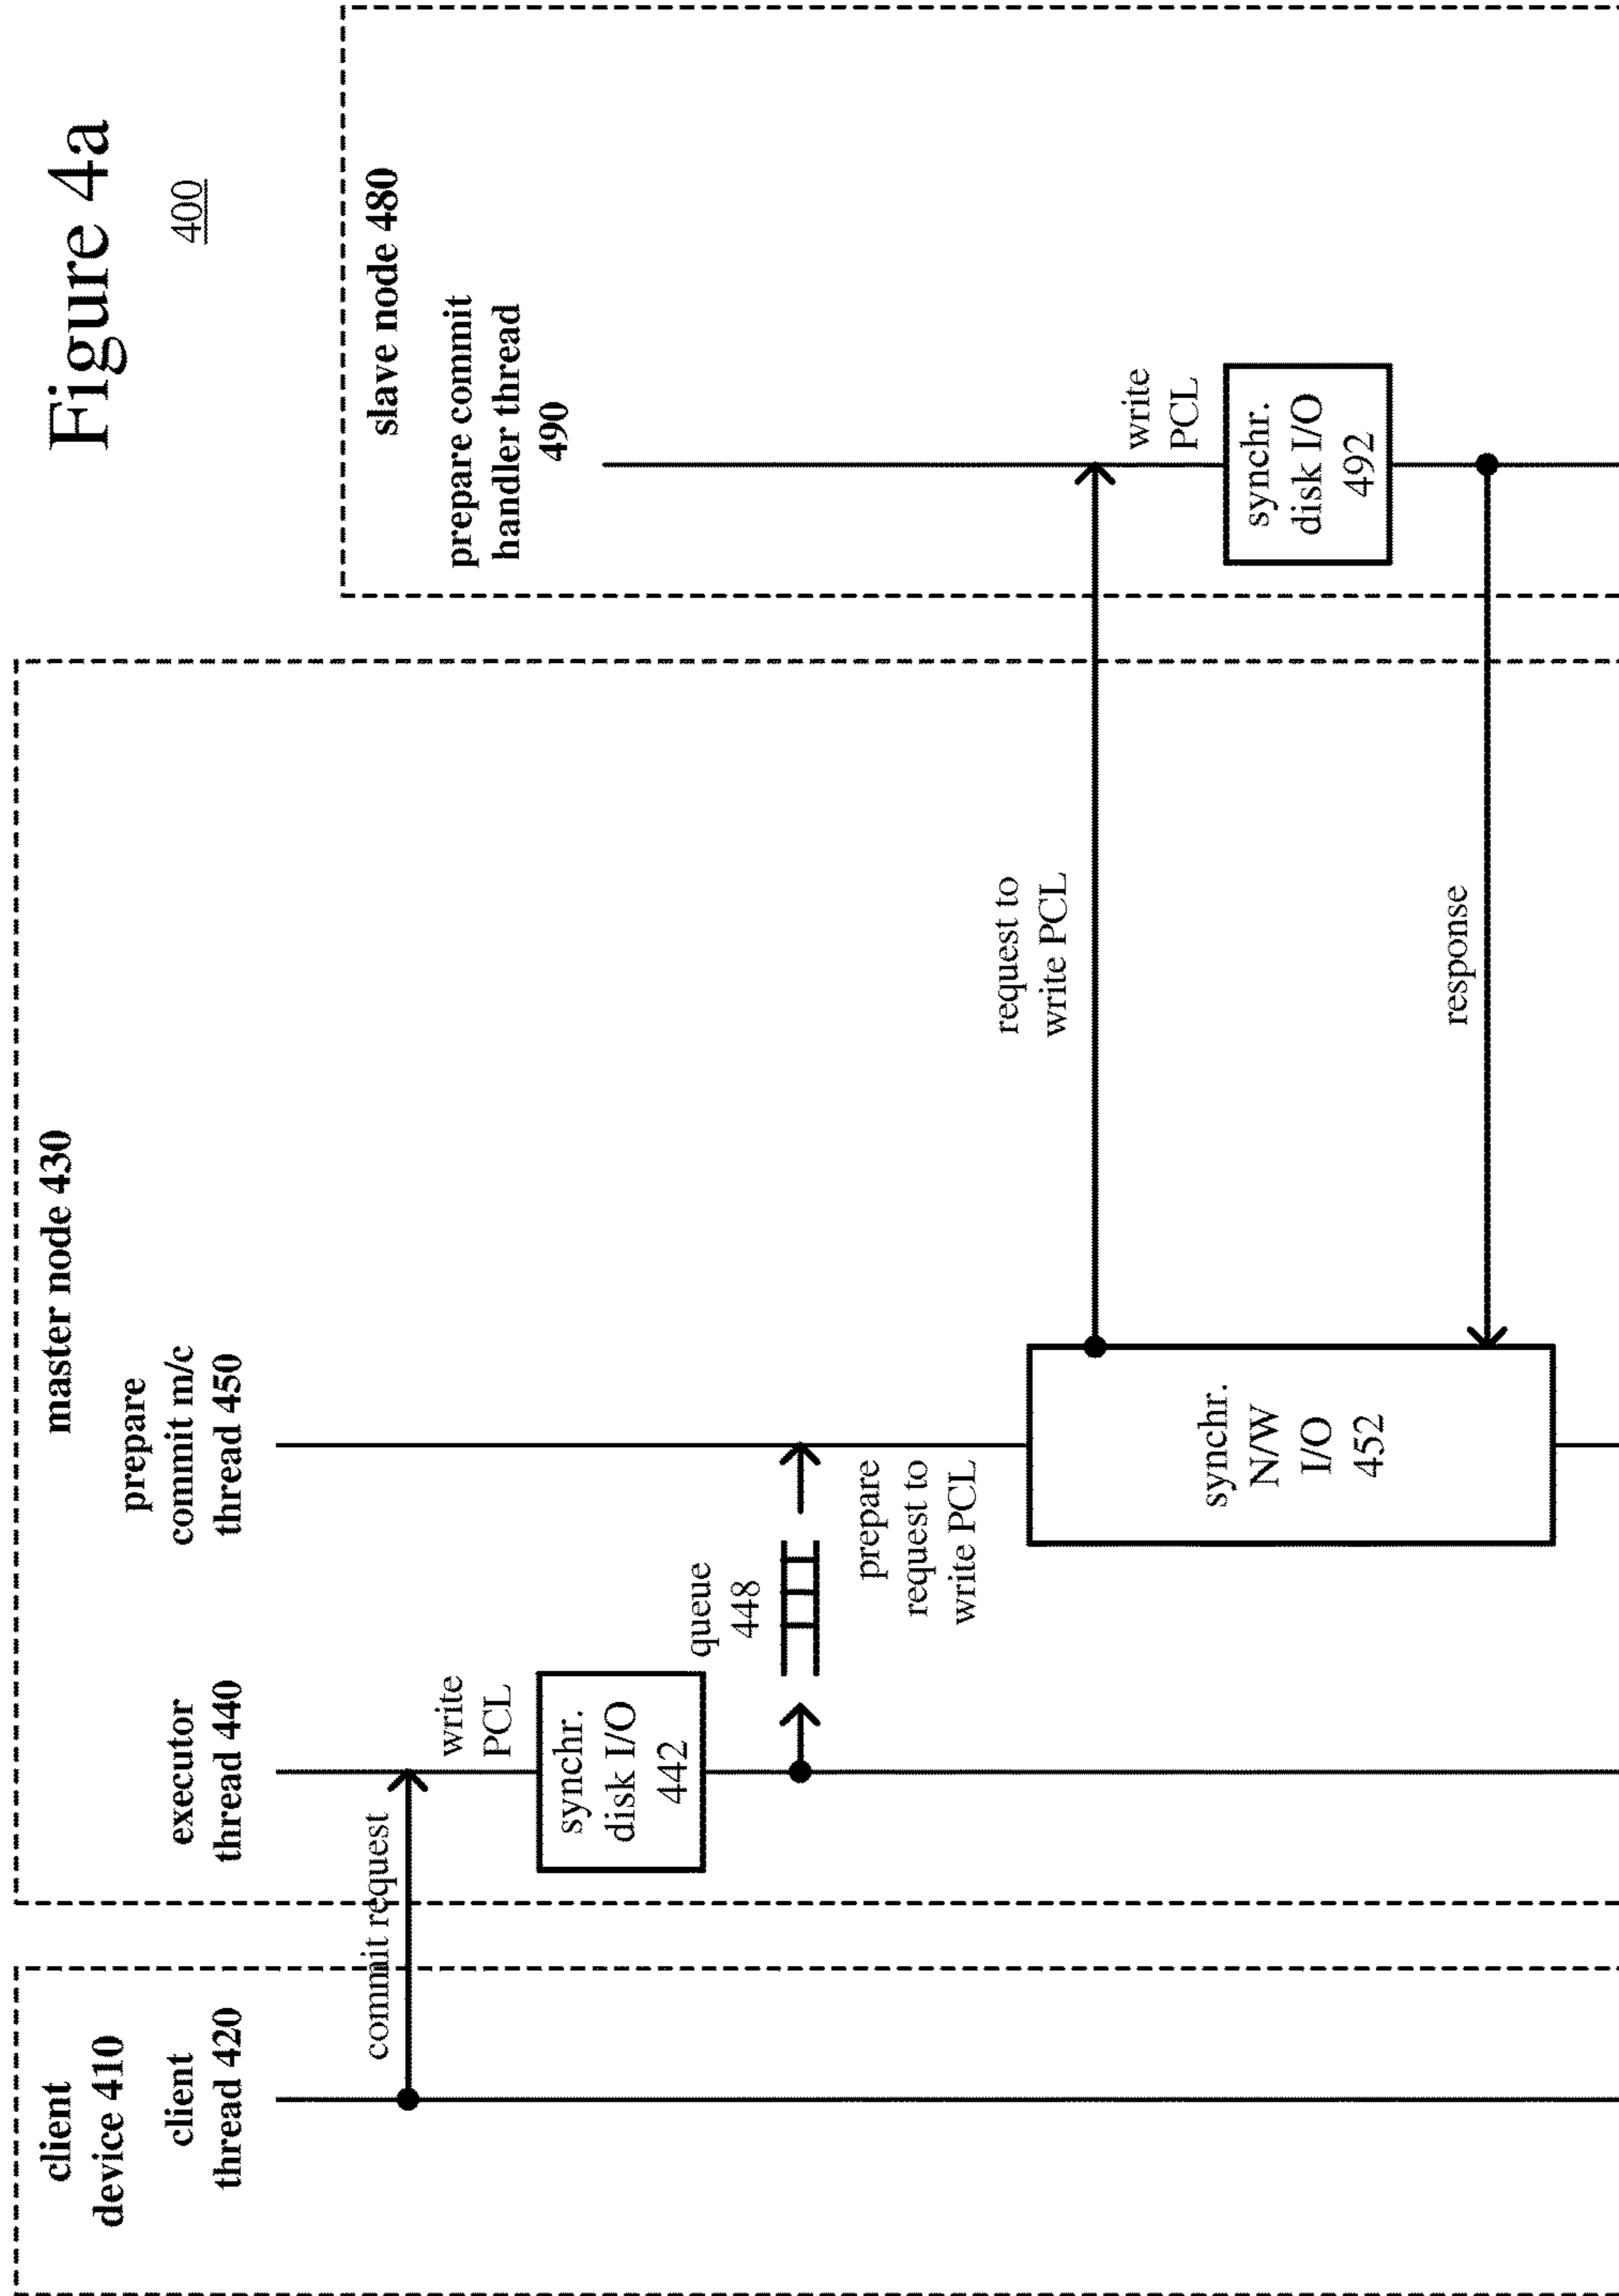 Figure 4a
400
client
device 410
client
thread 420
master node 430
executor
thread 440
prepare
commit m/c
thread 450
slave node 480
prepare commit
handler thread
490
commit request
write
PCL
synchr.
disk I/O
442
queue
448
prepare
request to
write PCL
synchr.
N/W
I/O
452
request to
write PCL
write
PCL
synchr.
disk I/O
492
response